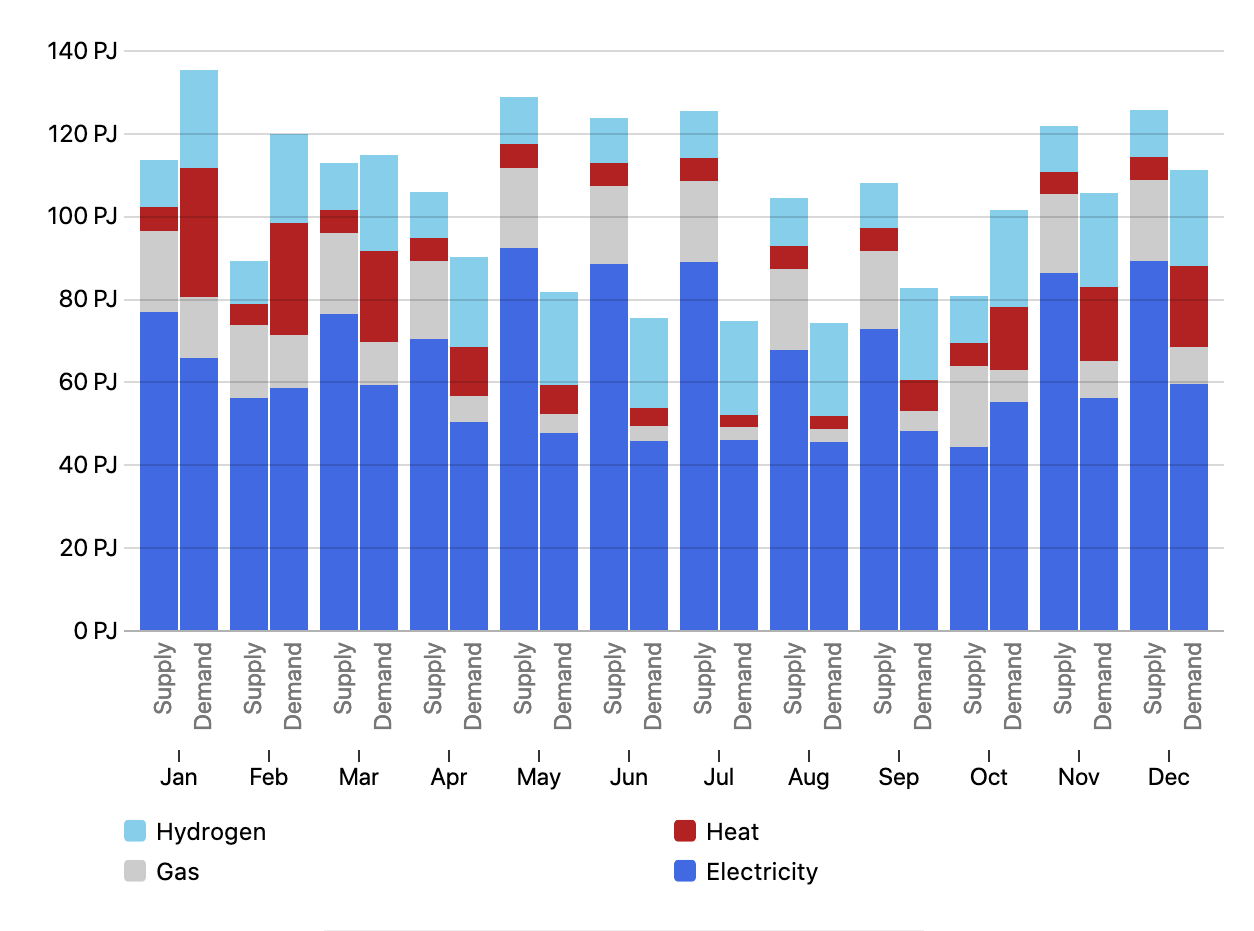 140 PJ
120 PJ
100 PJ
80 PJ
60 PJ
40 PJ
20 PJ
0 PJ
Supply Demand Supply Demand Supply Demand Supply Demand Supply Demand Supply Demand Supply Demand Supply Demand Supply Demand Supply Demand Supply Demand Supply Demand
Jan Feb Mar Apr May Jun Jul Aug Sep Oct Nov Dec
Hydrogen Heat
Gas Electricity